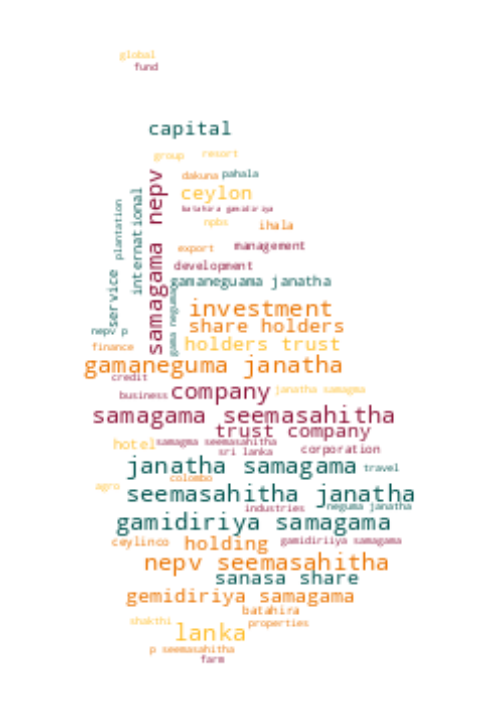 global
fund
capital
group resort
dakuna pahala
ceylon
batahira gamidiriya
npbs
ihala
samagama nepv
international
plantation
export management
development
gamaneguama janatha
service
gama neguma
investment
nepv p
share holders
finance
holders trust
gamaneguma janatha
credit
business company janatha samagma
samagama seemasahitha
trust company
hotel samagma seemasahitha
sri lanka corporation
janatha samagama travel
colombo
agro
seemasahitha janatha
industries neguma janatha
gamidiriya samagama
ceylinco holding gamidiriiya samagama
nepv seemasahitha
sanasa share
gemidiriya samagama
batahira
shakthi properties
lanka
p seemasahitha
farm